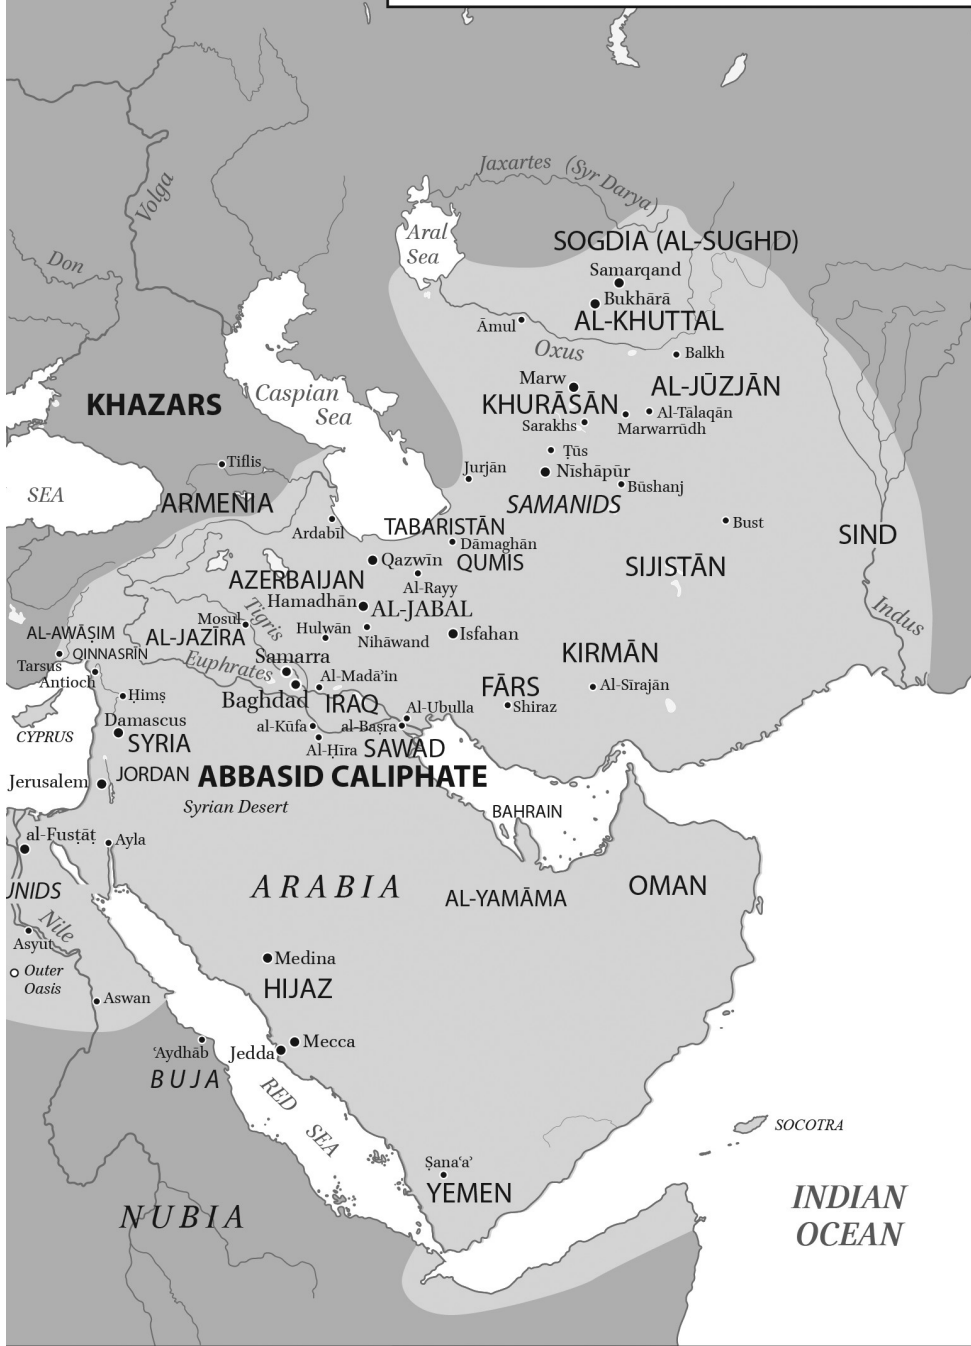 Jaxartes (Syr Darya)
Volga
Don
Aral
Sea
SOGDIA (AL-SUGHD)
Samarqand
Bukhārā
Āmul
AL-KHUTTAL
Oxus
Balkh
Caspian
Sea
KHAZARS
Marw
AL-JŪZJĀN
KHURĀSĀN
Al-Tālaqān
Sarakhs
Marwarrūdh
Tiflis
Ṭūs
Jurjān
Nīshāpūr
Būshanj
SEA
ARMENIA
SAMANIDS
Ardabīl
TABARISTĀN
Bust
SIND
Dāmaghān
Qazwīn
QUMIS
SIJISTĀN
AZERBAIJAN
Al-Rayy
Hamadhān
AL-JABAL
Tigris
Indus
Mosul
AL-AWĀṢIM
AL-JAZĪRA
Hulwān
Nihāwand
Isfahan
QINNASRĪN
KIRMĀN
Tarsus
Euphrates
Samarra
Antioch
Al-Madā'in
FĀRS
Al-Sīrajān
Ḥimṣ
Baghdad
IRAQ
Al-Ubulla
Shiraz
Damascus
al-Kūfa
al-Baṣra
CYPRUS
SYRIA
Al-Ḥīra
SAWAD
Jerusalem
JORDAN
ABBASID CALIPHATE
Syrian Desert
BAHRAIN
al-Fusṭāṭ
Ayla
UNIDS
ARABIA
AL-YAMĀMA
OMAN
Nile
Asyut
Medina
Outer
Oasis
HIJAZ
Aswan
ʿAydhāb
Jedda
Mecca
BUJA
RED
SEA
SOCOTRA
Ṣanaʿaʾ
YEMEN
NUBIA
INDIAN
OCEAN